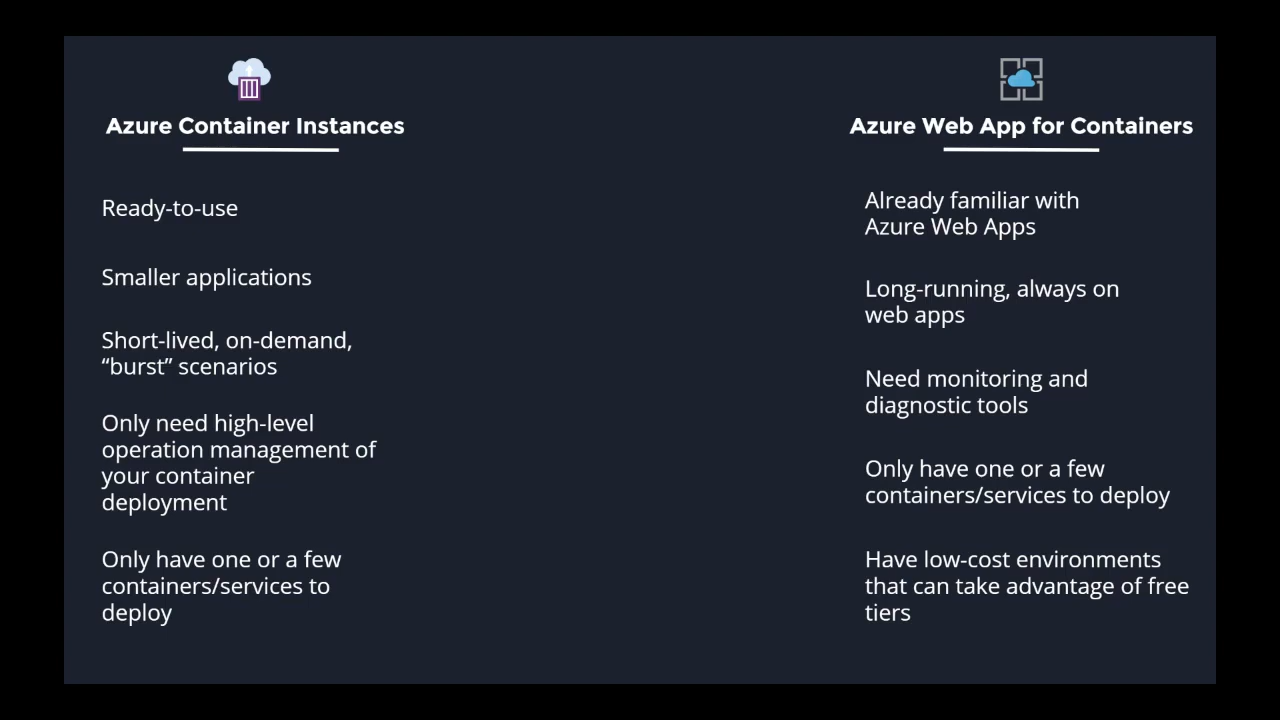 Azure Container Instances
Ready-to-use
Smaller applications
Short-lived, on-demand,
“burst” scenarios
Only need high-level
operation management of
your container
deployment
Only have one or a few
containers/services to
deploy
Azure Web App for Containers
Already familiar with
Azure Web Apps
Long-running, always on
web apps
Need monitoring and
diagnostic tools
Only have one or a few
containers/services to deploy
Have low-cost environments
that can take advantage of free
tiers